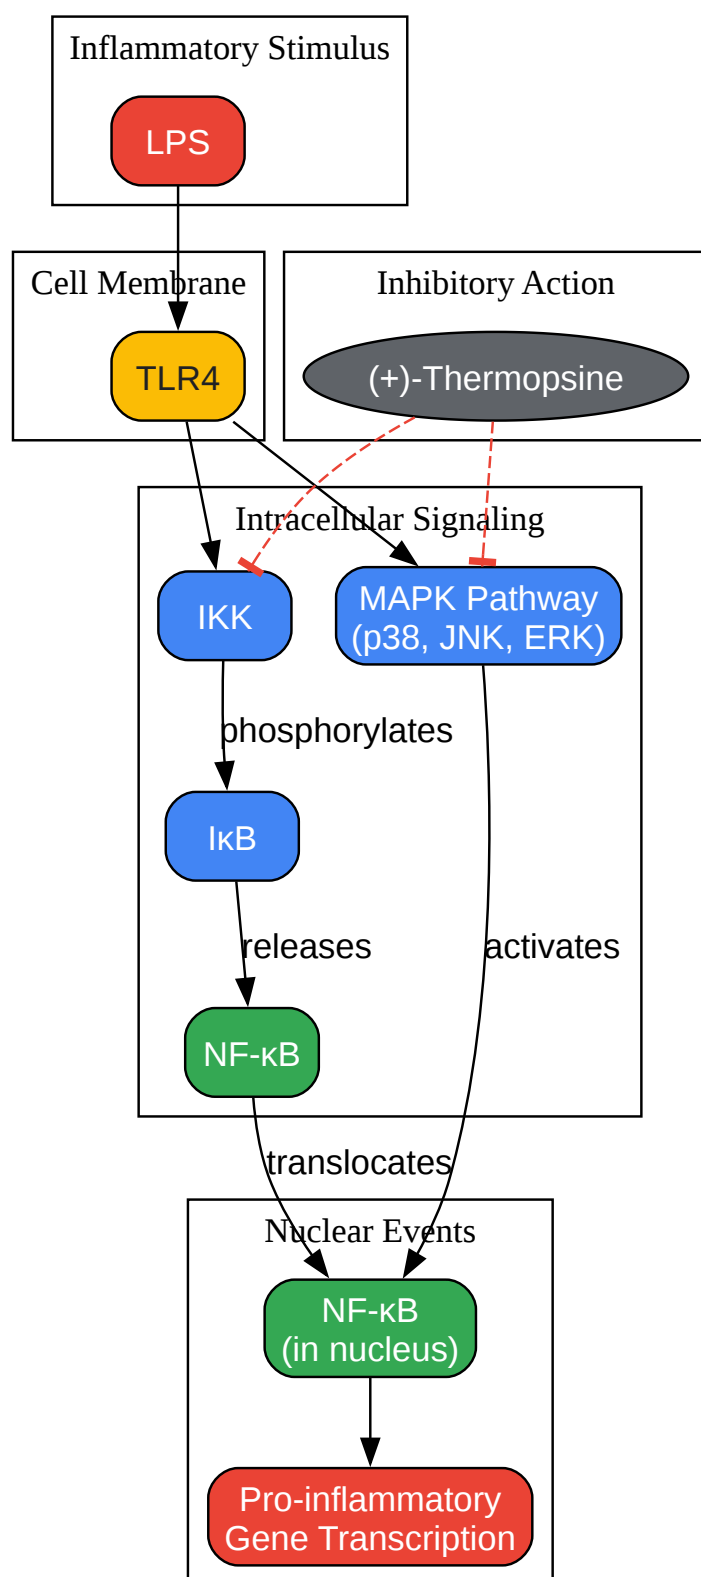 Inflammatory Stimulus
LPS
Cell Membrane
Inhibitory Action
TLR4
(+)-Thermopsine
Intracellular Signaling
IKK
MAPK Pathway
(p38, JNK, ERK)
phosphorylates
IκB
releases
activates
NF-κB
translocates
Nuclear Events
NF-κB
(in nucleus)
Pro-inflammatory
Gene Transcription